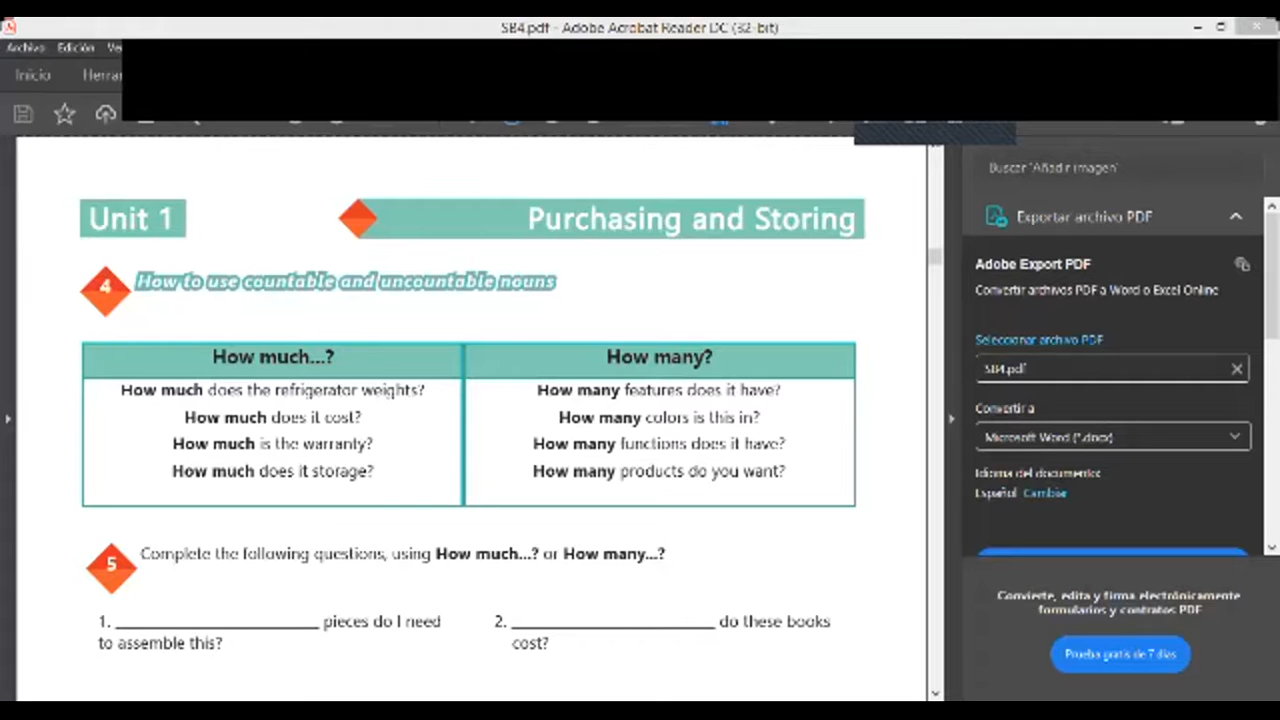 SB4.pdf - Adobe Acrobat Reader DC (32-bit)
Archivo Edición Ve
Inicio Herrar
Buscar 'Añadir imagen'
Unit 1 Purchasing and Storing
Exportar archivo PDF
4 How to use countable and uncountable nouns
Adobe Export PDF
Convertir archivos PDF a Word o Excel Online
Seleccionar archivo PDF
SB4.pdf
How much...? How many?
How much does the refrigerator weights? How many features does it have?
How much does it cost? How many colors is this in?
How much is the warranty? How many functions does it have?
How much does it storage? How many products do you want?
Convertir a
Microsoft Word (*.docx)
Idioma del documento:
Español Cambiar
5 Complete the following questions, using How much...? or How many...?
1. ____________________ pieces do I need
to assemble this?
2. ____________________ do these books
cost?
Convierte, edita y firma electrónicamente
formularios y contratos PDF
Prueba gratis de 7 días